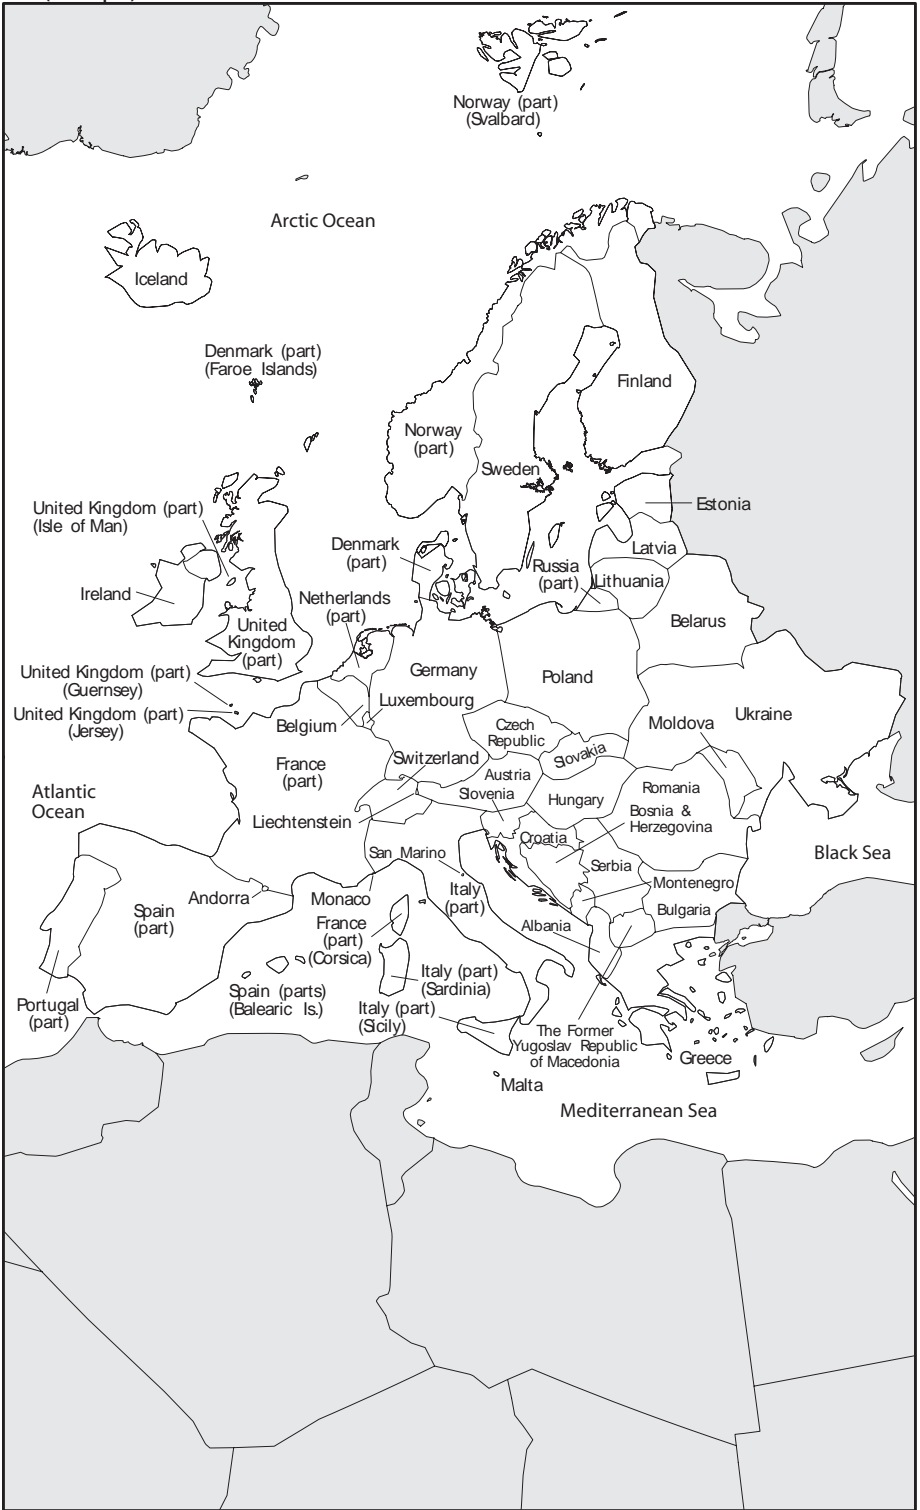 Norway (part)
(Svalbard)
Arctic Ocean
Iceland
Denmark (part)
(Faroe Islands)
Finland
Norway
(part)
Sweden
Estonia
United Kingdom (part)
(Isle of Man)
Denmark
(part)
Latvia
Russia
(part)
Lithuania
Ireland
Netherlands
(part)
Belarus
United
Kingdom
(part)
Germany
Poland
United Kingdom (part)
(Guernsey)
Luxembourg
United Kingdom (part)
(Jersey)
Belgium
Czech
Republic
Moldova
Ukraine
Slovakia
France
(part)
Switzerland
Austria
Slovenia
Hungary
Romania
Atlantic
Ocean
Liechtenstein
Bosnia &
Herzegovina
Croatia
San Marino
Serbia
Black Sea
Montenegro
Andorra
Monaco
Italy
(part)
Spain
(part)
Bulgaria
France
(part)
(Corsica)
Albania
Italy (part)
(Sardinia)
Spain (parts)
(Balearic Is.)
Portugal
(part)
Italy (part)
(Sicily)
The Former
Yugoslav Republic
of Macedonia
Greece
Malta
Mediterranean Sea